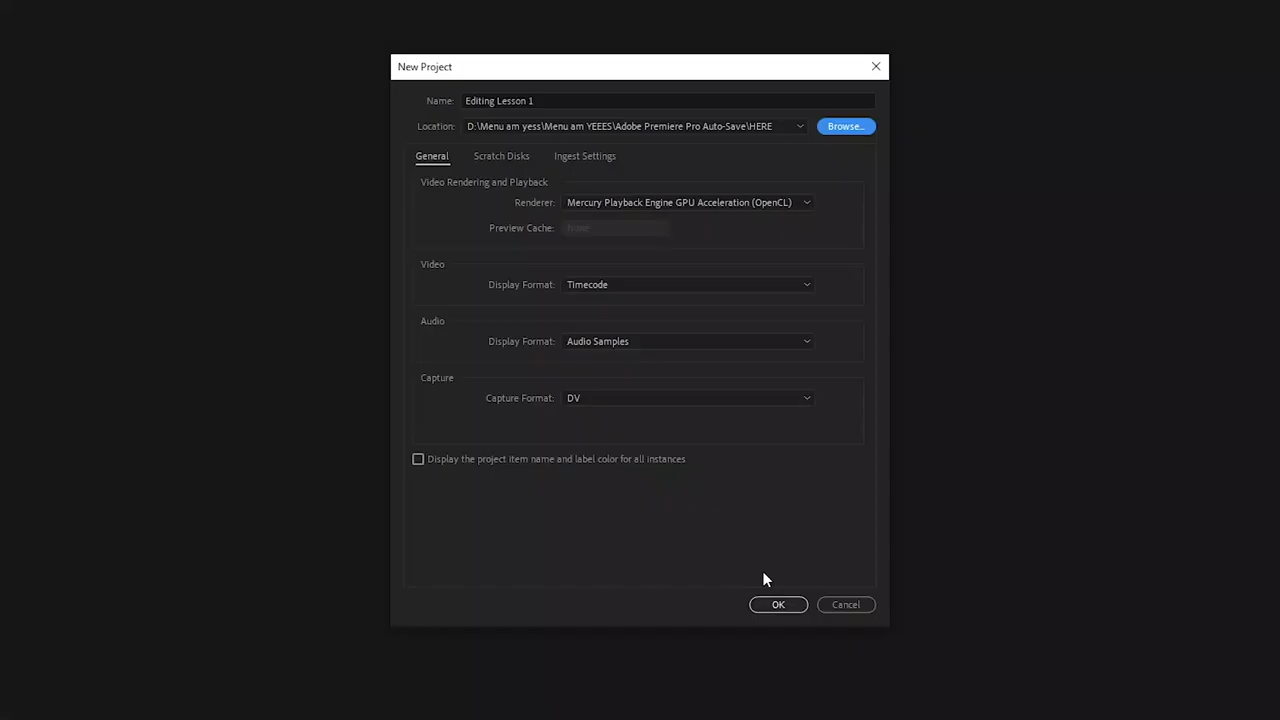 New Project
Name: Editing Lesson 1
Location: D:\Menu am yess\Menu am YEEES\Adobe Premiere Pro Auto-Save\HERE Browse...
General Scratch Disks Ingest Settings
Video Rendering and Playback
Renderer: Mercury Playback Engine GPU Acceleration (OpenCL)
Preview Cache: None
Video
Display Format: Timecode
Audio
Display Format: Audio Samples
Capture
Capture Format: DV
Display the project item name and label color for all instances
OK Cancel